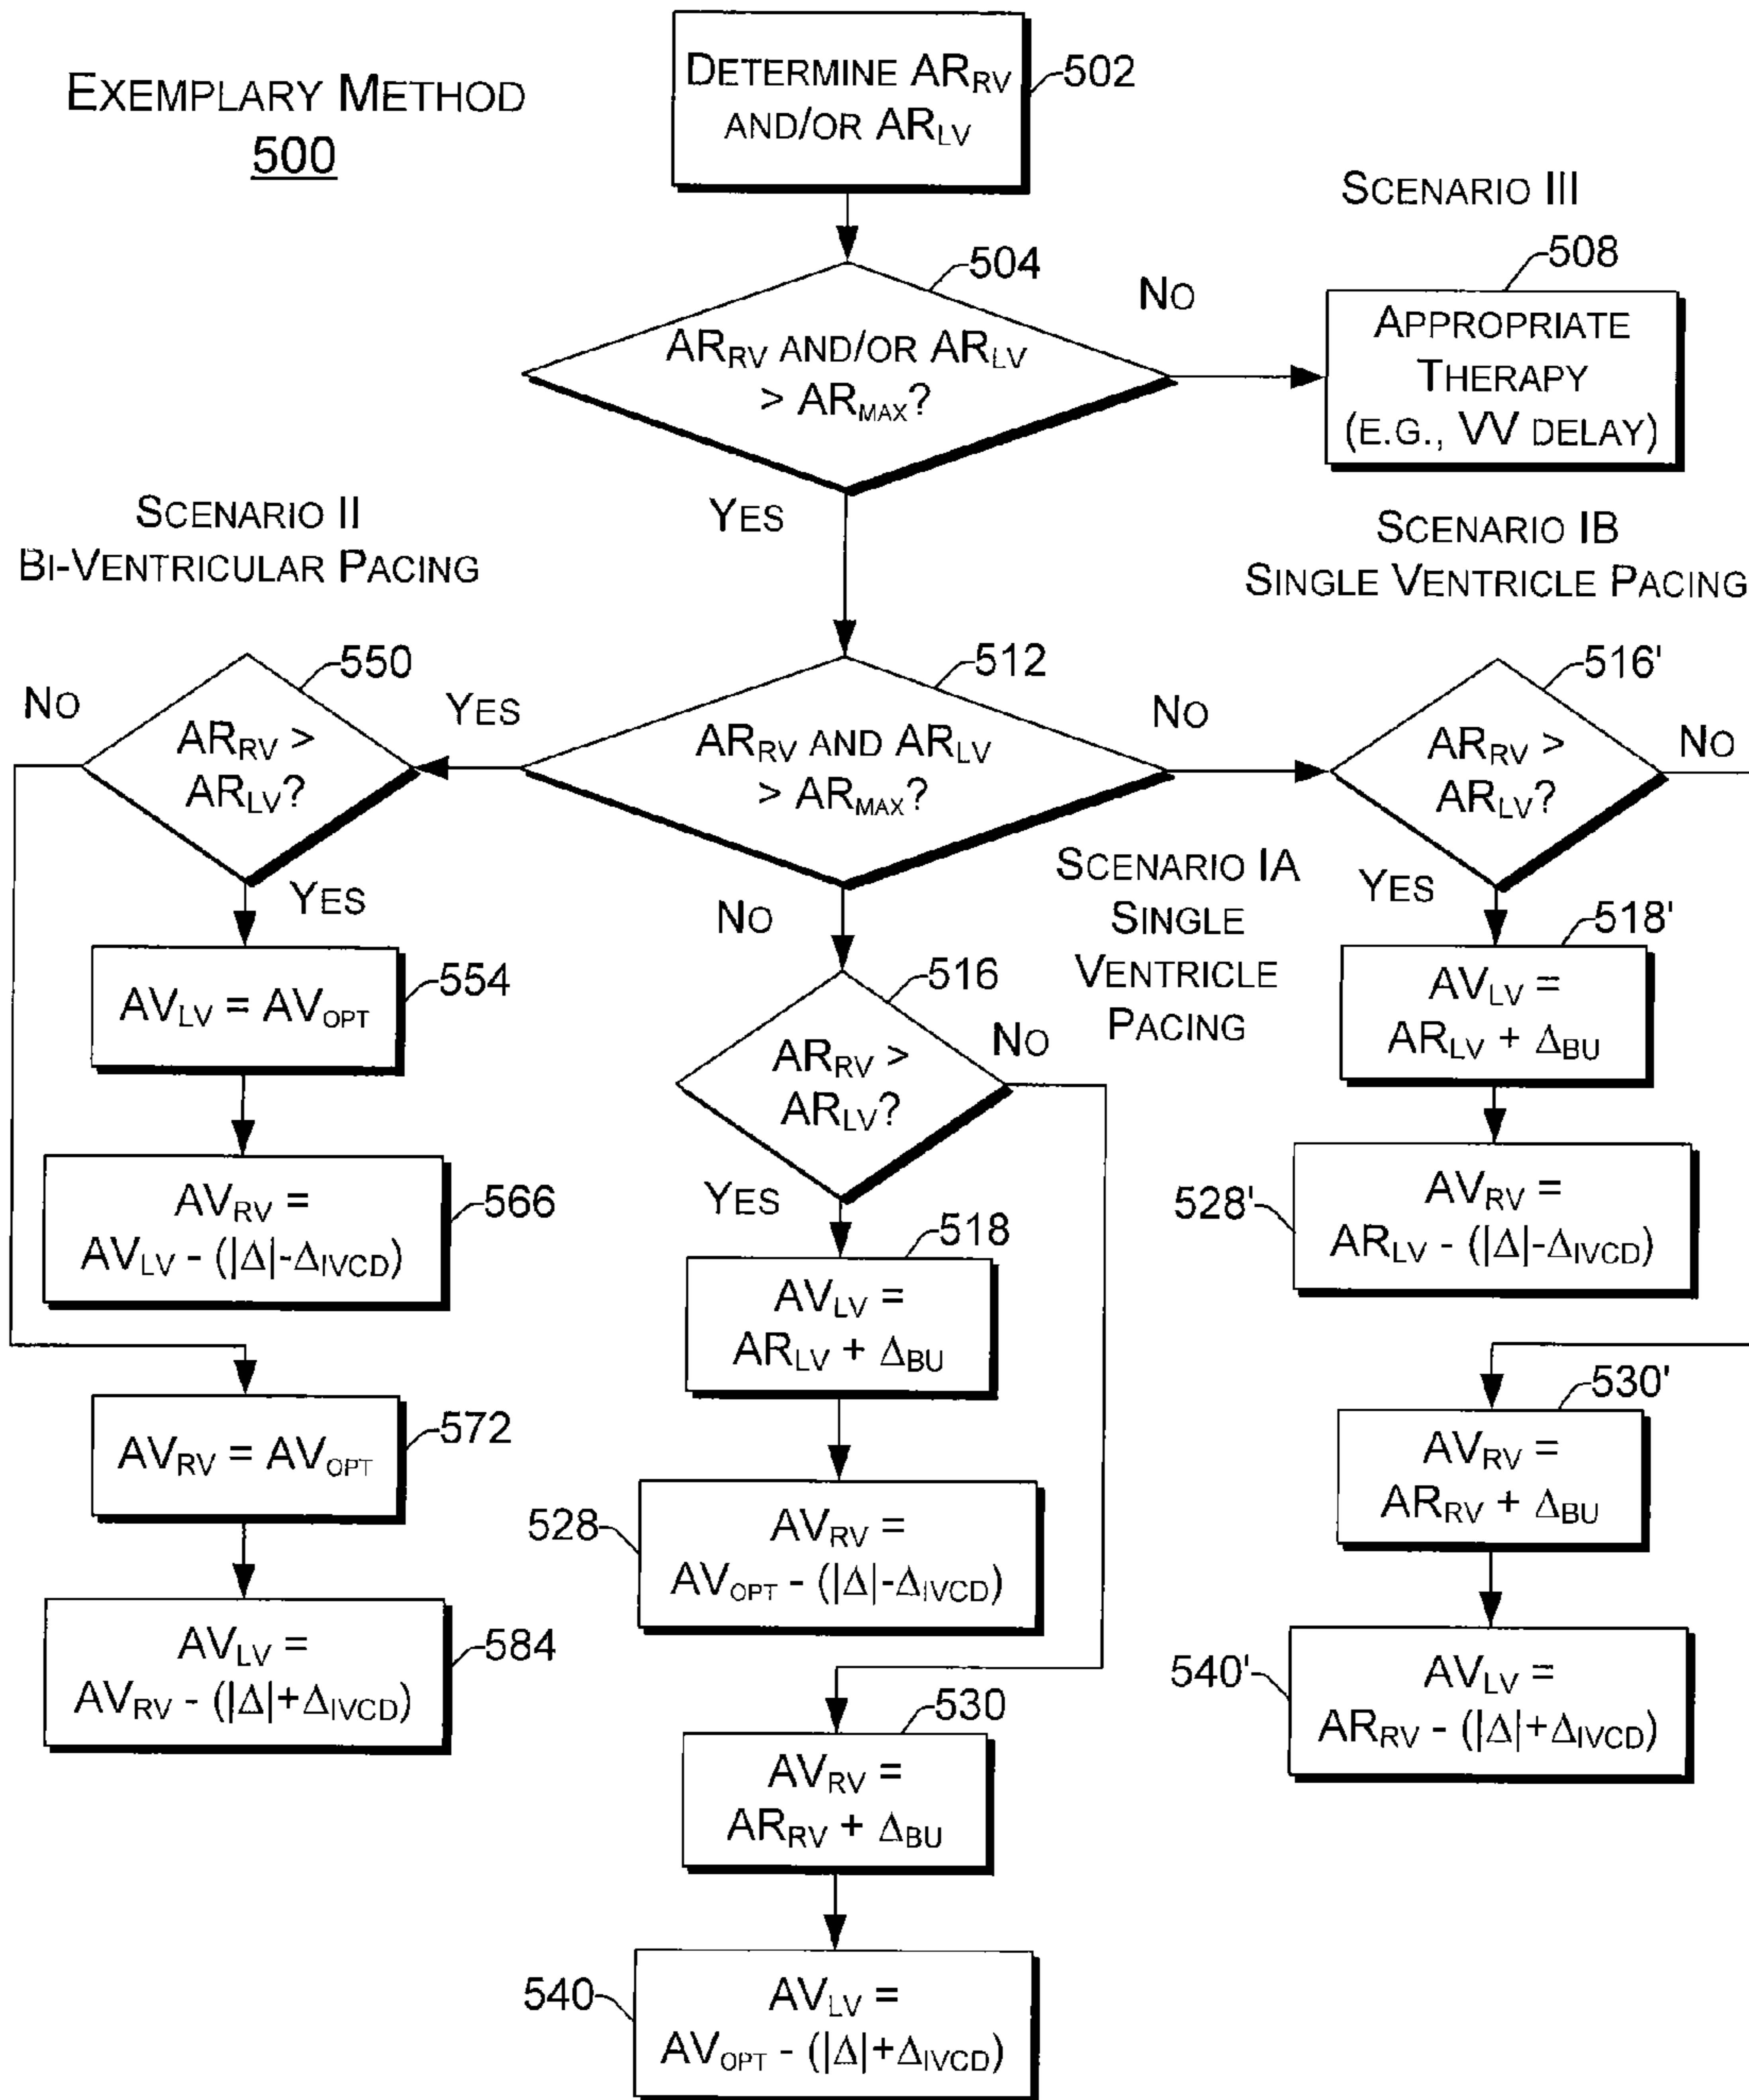 EXEMPLARY METHOD
500
DETERMINE ARRV
AND/OR ARLV
502
504
ARRV AND/OR ARLV
> ARMAX?
NO
YES
SCENARIO III
508
APPROPRIATE
THERAPY
(E.G., VV DELAY)
SCENARIO II
BI-VENTRICULAR PACING
SCENARIO IB
SINGLE VENTRICLE PACING
512
ARRV AND ARLV
> ARMAX?
YES
NO
NO
550
ARRV >
ARLV?
NO
YES
554
AVLV = AVOPT
566
AVRV =
AVLV - (|Δ|-ΔIVCD)
572
AVRV = AVOPT
584
AVLV =
AVRV - (|Δ|+ΔIVCD)
SCENARIO IA
SINGLE
VENTRICLE
PACING
516
ARRV >
ARLV?
NO
YES
518
AVLV =
ARLV + ΔBU
528
AVRV =
AVOPT - (|Δ|-ΔIVCD)
530
AVRV =
ARRV + ΔBU
540
AVLV =
AVOPT - (|Δ|+ΔIVCD)
516'
ARRV >
ARLV?
NO
YES
518'
AVLV =
ARLV + ΔBU
528'
AVRV =
ARLV - (|Δ|-ΔIVCD)
530'
AVRV =
ARRV + ΔBU
540'
AVLV =
ARRV - (|Δ|+ΔIVCD)